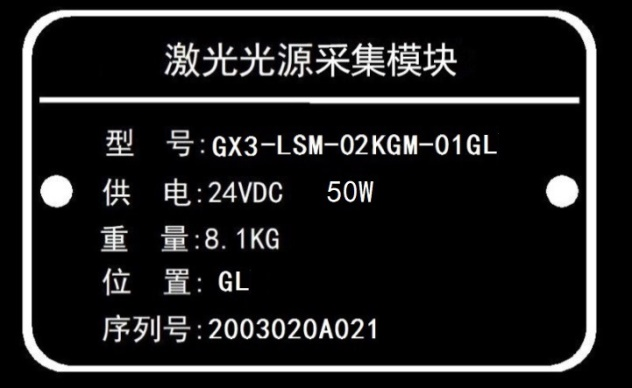 激光光源采集模块
型 号:GX3-LSM-02KGM-01GL
供 电:24VDC 50W
重 量:8.1KG
位 置: GL
序列号:2003020A021